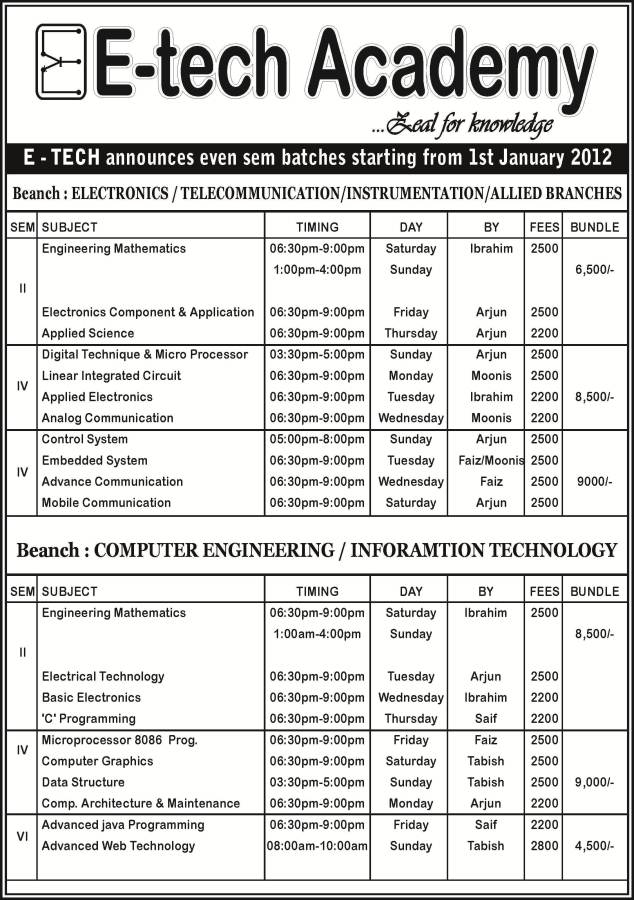 E-tech Academy
...Zeal for knowledge
E - TECH announces even sem batches starting from 1st January 2012
Beanch : ELECTRONICS / TELECOMMUNICATION/INSTRUMENTATION/ALLIED BRANCHES
SEM SUBJECT TIMING DAY BY FEES BUNDLE
Engineering Mathematics 06:30pm-9:00pm Saturday Ibrahim 2500
1:00pm-4:00pm Sunday 6,500/-
II
Electronics Component & Application 06:30pm-9:00pm Friday Arjun 2500
Applied Science 06:30pm-9:00pm Thursday Arjun 2200
Digital Technique & Micro Processor 03:30pm-5:00pm Sunday Arjun 2500
Linear Integrated Circuit 06:30pm-9:00pm Monday Moonis 2500
IV Applied Electronics 06:30pm-9:00pm Tuesday Ibrahim 2200 8,500/-
Analog Communication 06:30pm-9:00pm Wednesday Moonis 2200
Control System 05:00pm-8:00pm Sunday Arjun 2500
Embedded System 06:30pm-9:00pm Tuesday Faiz/Moonis 2500
IV Advance Communication 06:30pm-9:00pm Wednesday Faiz 2500 9000/-
Mobile Communication 06:30pm-9:00pm Saturday Arjun 2500
Beanch : COMPUTER ENGINEERING / INFORAMTION TECHNOLOGY
SEM SUBJECT TIMING DAY BY FEES BUNDLE
Engineering Mathematics 06:30pm-9:00pm Saturday Ibrahim 2500
1:00am-4:00pm Sunday 8,500/-
II
Electrical Technology 06:30pm-9:00pm Tuesday Arjun 2500
Basic Electronics 06:30pm-9:00pm Wednesday Ibrahim 2200
'C' Programming 06:30pm-9:00pm Thursday Saif 2200
IV Microprocessor 8086 Prog. 06:30pm-9:00pm Friday Faiz 2500
Computer Graphics 06:30pm-9:00pm Saturday Tabish 2500
Data Structure 03:30pm-5:00pm Sunday Tabish 2500 9,000/-
Comp. Architecture & Maintenance 06:30pm-9:00pm Monday Arjun 2200
VI Advanced java Programming 06:30pm-9:00pm Friday Saif 2200
Advanced Web Technology 08:00am-10:00am Sunday Tabish 2800 4,500/-